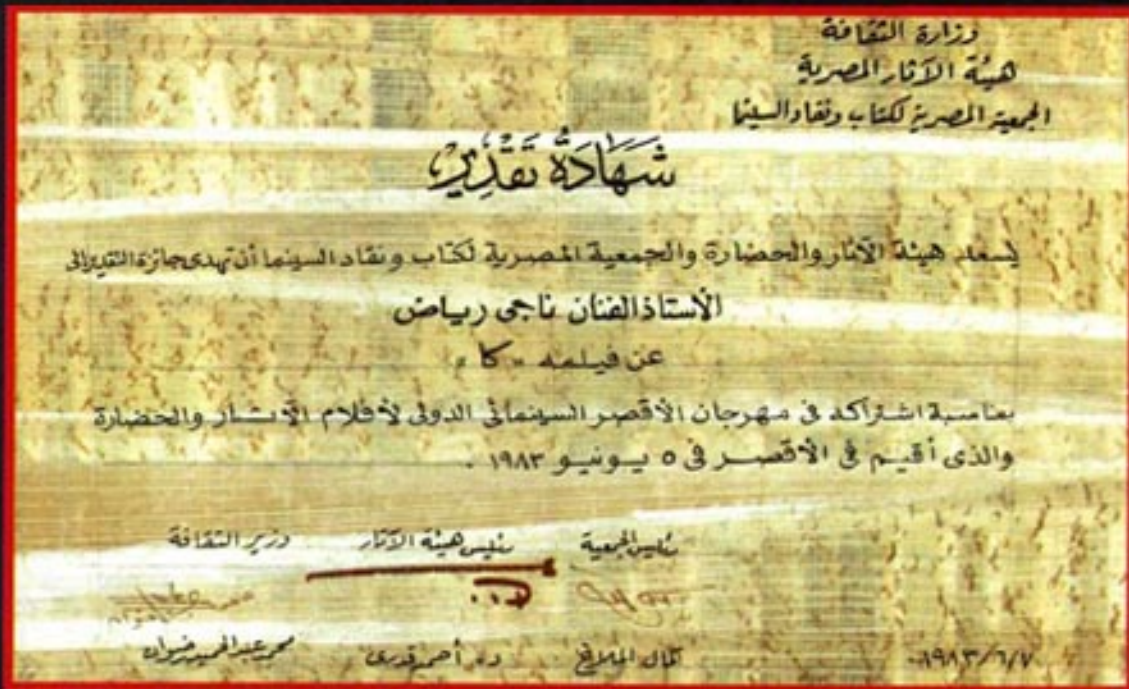 وزارة الثقافة
هيئة الآثار المصرية
الجمعية المصرية لكتاب ونقاد السينما
شَهَادَةُ تَقْدِيرٌ
يسعد هيئة الآثار والحضارة والجمعية المصرية لكتاب ونقاد السينما أن تهدى جائزة التقدير إلى
الأستاذ الفنان ناجى رياض
عن فيلمه "كا"
بمناسبة اشتراكه فى مهرجان الأقصر السينمائى الدولى لأفلام الآثار والحضارة
والذى أقيم فى الأقصر فى ٥ يونيو ١٩٨٣ .
رئيس الجمعية رئيس هيئة الآثار وزير الثقافة
كمال الملاخ د. أحمد قدرى محمد عبد الحميد رضوان
١٩٨٣/٦/٧